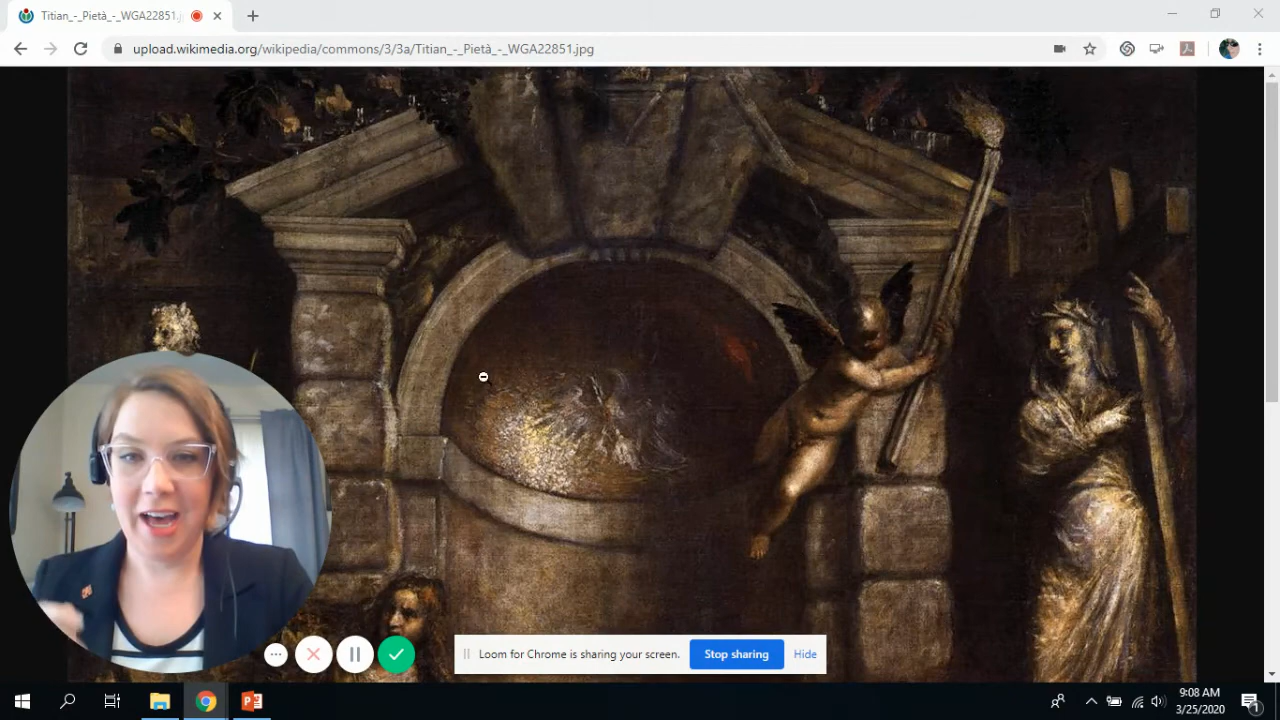 Titian_-_Pietà_-_WGA22851.j
upload.wikimedia.org/wikipedia/commons/3/3a/Titian_-_Pietà_-_WGA22851.jpg
Loom for Chrome is sharing your screen.
Stop sharing
Hide
9:08 AM
3/25/2020
1